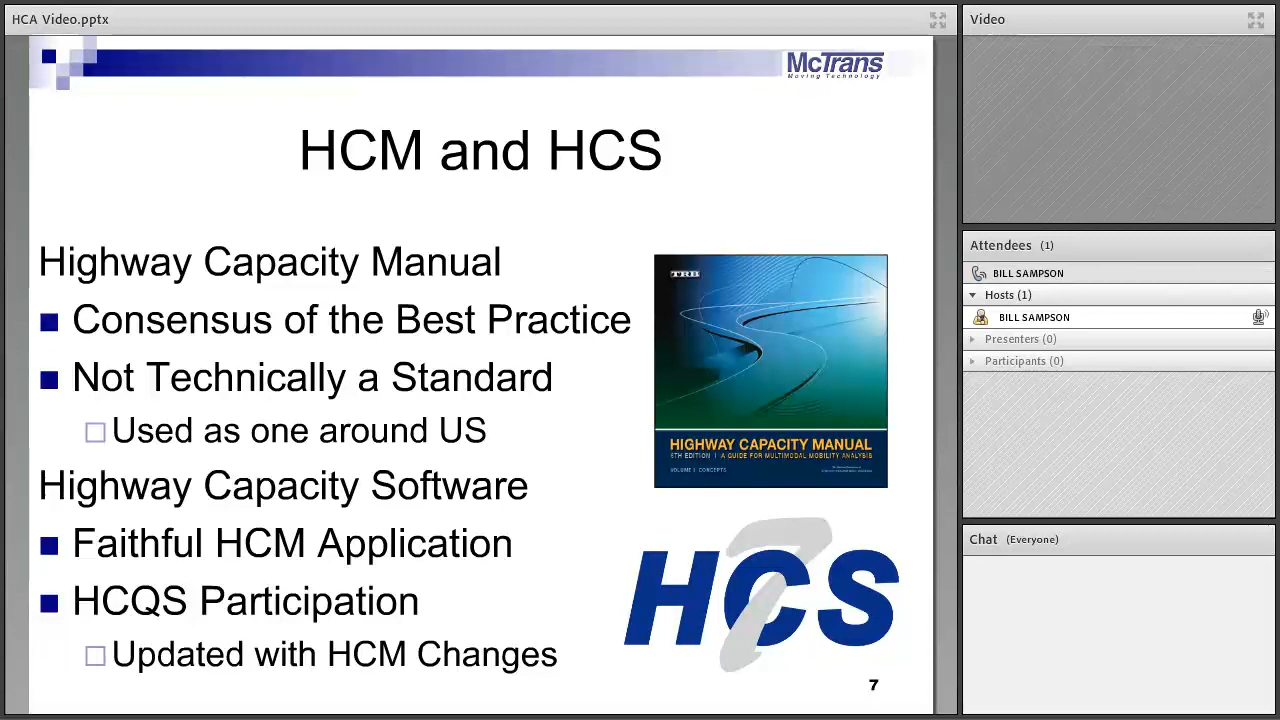 HCA Video.pptx
McTrans
Moving Technology
HCM and HCS
Highway Capacity Manual
Consensus of the Best Practice
Not Technically a Standard
Used as one around US
Highway Capacity Software
Faithful HCM Application
HCQS Participation
Updated with HCM Changes
TRB
HIGHWAY CAPACITY MANUAL
6TH EDITION | A GUIDE FOR MULTIMODAL MOBILITY ANALYSIS
VOLUME 1: CONCEPTS
HCS7
7
Video
Attendees (1)
BILL SAMPSON
Hosts (1)
BILL SAMPSON
Presenters (0)
Participants (0)
Chat (Everyone)